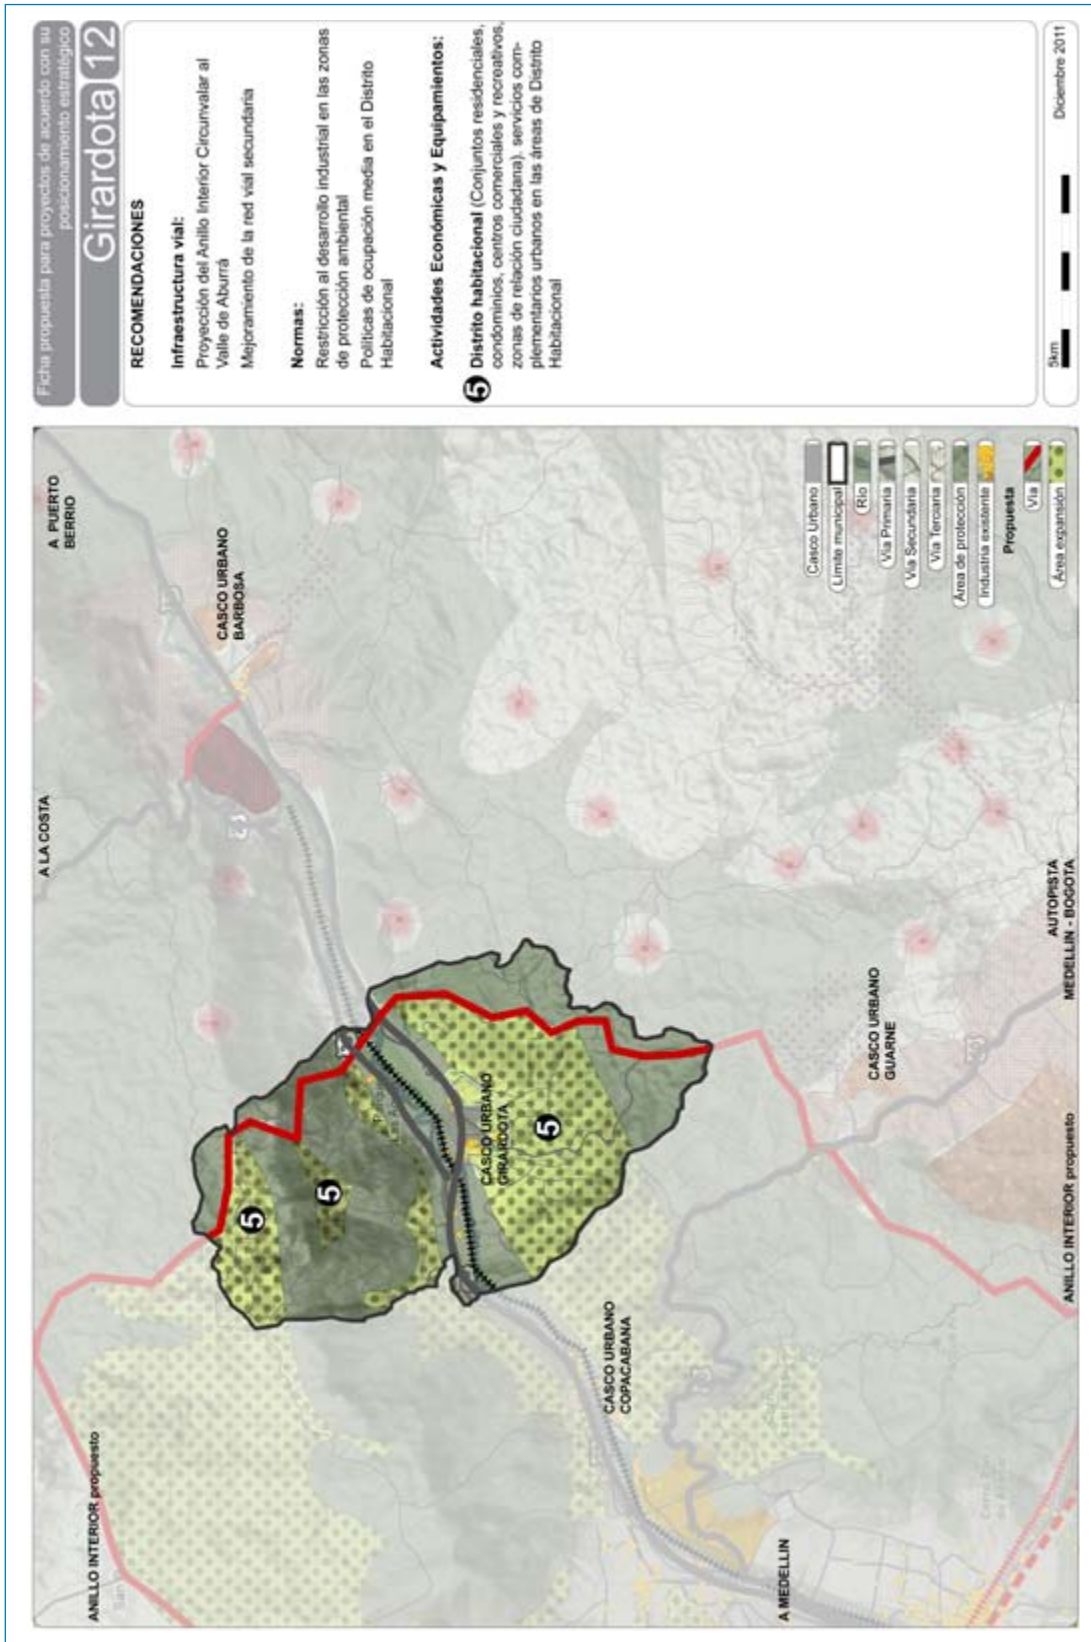 Ficha propuesta para proyectos de acuerdo con su
posicionamiento estratégico
Girardota 12
RECOMENDACIONES
Infraestructura vial:
Proyección del Anillo Interior Circunvalar al
Valle de Aburrá
Mejoramiento de la red vial secundaria
Normas:
Restricción al desarrollo industrial en las zonas
de protección ambiental
Políticas de ocupación media en el Distrito
Habitacional
Actividades Económicas y Equipamientos:
5 Distrito habitacional (Conjuntos residenciales,
condominios, centros comerciales y recreativos,
zonas de relación ciudadana). servicios com-
plementarios urbanos en las áreas de Distrito
Habitacional
5km
Diciembre 2011
A PUERTO
BERRIO
A LA COSTA
CASCO URBANO
BARBOSA
ANILLO INTERIOR propuesto
5
5
5
CASCO URBANO
GIRARDOTA
CASCO URBANO
COPACABANA
CASCO URBANO
GUARNE
A MEDELLIN
AUTOPISTA
MEDELLIN - BOGOTA
ANILLO INTERIOR propuesto
Casco Urbano
Límite municipal
Río
Vía Primaria
Vía Secundaria
Vía Terciaria
Área de protección
Industria existente
Propuesta
Vía
Área expansión